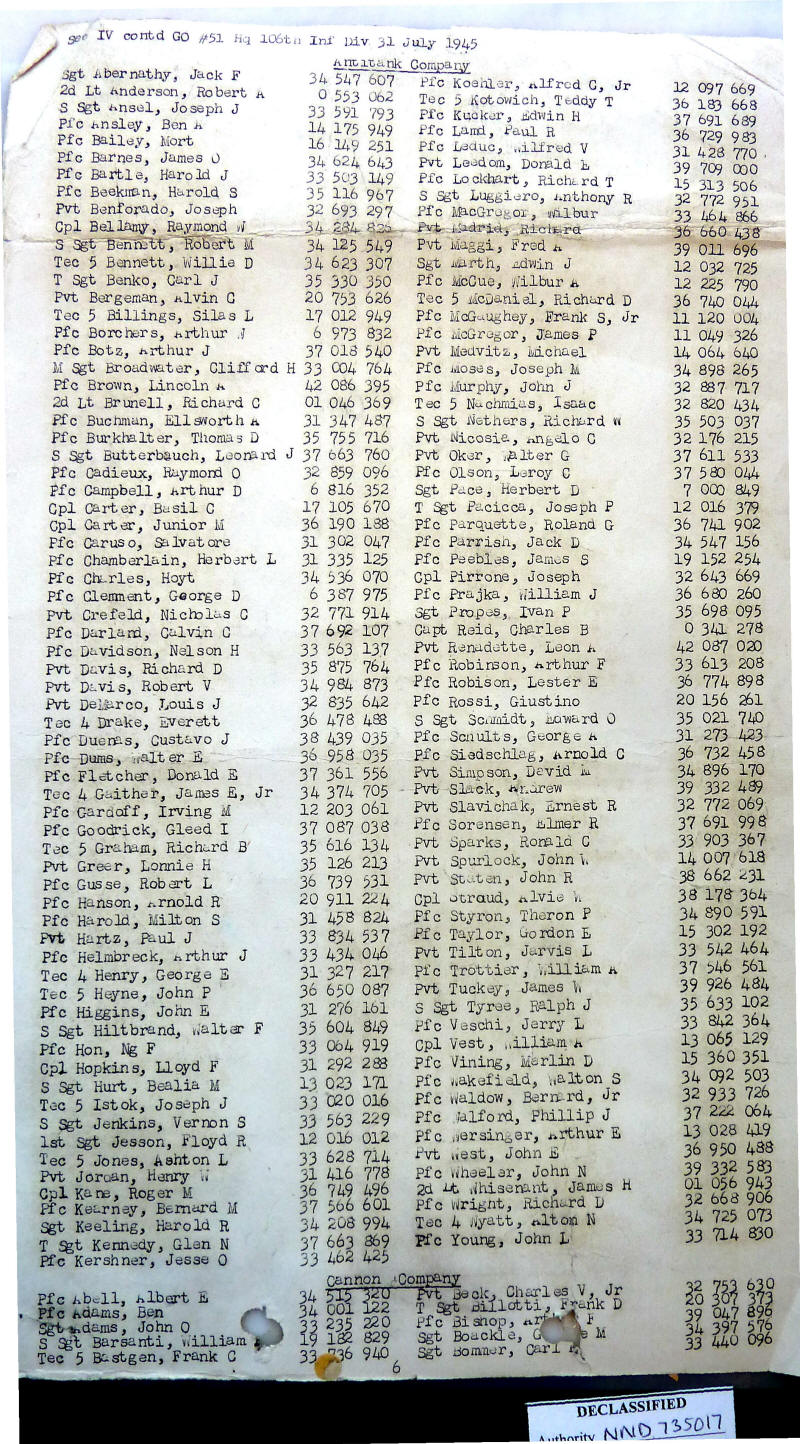 see IV contd GO #51 Hq 106th Inf Div 31 July 1945
Antitank Company
Sgt Abernathy, Jack F 34 547 607
2d Lt Anderson, Robert A 0 553 062
S Sgt Ansel, Joseph J 33 591 793
Pfc Ansley, Ben A 14 175 949
Pfc Bailey, Mort 16 149 251
Pfc Barnes, James O 34 624 643
Pfc Bartle, Harold J 33 503 149
Pfc Beekman, Harold S 35 116 967
Pvt Benforado, Joseph 32 693 297
Cpl Bellamy, Raymond W 34 284 826
S Sgt Bennett, Robert M 34 125 549
Tec 5 Bennett, Willie D 34 623 307
T Sgt Benko, Carl J 35 330 350
Pvt Bergeman, Alvin C 20 753 626
Tec 5 Billings, Silas L 17 012 949
Pfc Borchers, Arthur W 6 973 832
Pfc Botz, Arthur J 37 018 540
M Sgt Broadwater, Clifford H 33 004 764
Pfc Brown, Lincoln A 42 086 395
2d Lt Brunell, Richard C 01 046 369
Pfc Buchman, Ellsworth A 31 347 487
Pfc Burkhalter, Thomas D 35 755 716
S Sgt Butterbauch, Leonard J 37 663 760
Pfc Cadieux, Raymond O 32 859 096
Pfc Campbell, Arthur D 6 816 352
Cpl Carter, Basil C 17 105 670
Cpl Carter, Junior M 36 190 188
Pfc Caruso, Salvatore 31 302 047
Pfc Chamberlain, Herbert L 31 335 125
Pfc Charles, Hoyt 34 536 070
Pfc Clemment, George D 6 387 975
Pvt Crefeld, Nicholas C 32 771 914
Pfc Darland, Calvin C 37 692 107
Pfc Davidson, Nelson H 33 563 137
Pvt Davis, Richard D 35 875 764
Pvt Davis, Robert V 34 984 873
Pvt DeMarco, Louis J 32 835 642
Tec 4 Drake, Everett 36 478 488
Pfc Duenas, Gustavo J 38 439 035
Pfc Dums, Walter E 36 958 035
Pfc Fletcher, Donald E 37 361 556
Tec 4 Gaither, James E, Jr 34 374 705
Pfc Gardoff, Irving M 12 203 061
Pfc Goodrick, Gleed I 37 087 038
Tec 5 Graham, Richard B 35 616 134
Pvt Greer, Lonnie H 35 126 213
Pfc Gusse, Robert L 36 739 531
Pfc Hanson, Arnold R 20 911 224
Pfc Harold, Milton S 31 458 824
Pvt Hartz, Paul J 33 834 537
Pfc Helmbreck, Arthur J 33 434 046
Tec 4 Henry, George E 31 327 217
Tec 5 Heyne, John P 36 650 087
Pfc Higgins, John E 31 276 161
S Sgt Hiltbrand, Walter F 35 604 849
Pfc Hon, Ng F 33 064 919
Cpl Hopkins, Lloyd F 31 292 288
S Sgt Hurt, Bealia M 13 023 171
Tec 5 Istok, Joseph J 33 020 016
S Sgt Jenkins, Vernon S 33 563 229
1st Sgt Jesson, Floyd R 12 016 012
Tec 5 Jones, Ashton L 33 628 714
Pvt Jordan, Henry W 31 416 778
Cpl Kane, Roger M 36 749 496
Pfc Kearney, Bernard M 37 566 601
Sgt Keeling, Harold R 34 208 994
T Sgt Kennedy, Glen N 37 663 869
Pfc Kershner, Jesse O 33 462 425
Pfc Koehler, Alfred C, Jr 12 097 669
Tec 5 Kotowich, Teddy T 36 183 668
Pfc Kucker, Edwin H 37 691 689
Pfc Lamd, Paul R 36 729 983
Pfc Leduc, Wilfred V 31 428 770
Pvt Leedom, Donald E 39 709 000
Pfc Lockhart, Richard T 15 313 506
S Sgt Luggiero, Anthony R 32 772 951
Pfc MacGregor, Wilbur 33 464 866
Pvt Madrid, Richard 36 660 438
Pvt Maggi, Fred A 39 011 696
Sgt Marth, Edwin J 12 032 725
Pfc McCue, Wilbur A 12 225 790
Tec 5 McDaniel, Richard D 36 740 044
Pfc McGaughey, Frank S, Jr 11 120 004
Pfc McGregor, James P 11 049 326
Pvt Medvitz, Michael 14 064 640
Pfc Moses, Joseph M 34 898 265
Pfc Murphy, John J 32 887 717
Tec 5 Nachmias, Isaac 32 820 434
S Sgt Nethers, Richard W 35 503 037
Pvt Nicosia, Angelo C 32 176 215
Pvt Oker, Walter G 37 611 533
Pfc Olson, Leroy C 37 580 044
Sgt Pace, Herbert D 7 000 849
T Sgt Pacicca, Joseph P 12 016 379
Pfc Parquette, Roland G 36 741 902
Pfc Parrish, Jack D 34 547 156
Pfc Peebles, James S 19 152 254
Cpl Pirrone, Joseph 32 643 669
Pfc Prajka, William J 36 680 260
Sgt Propes, Ivan P 35 698 095
Capt Reid, Charles B 0 341 278
Pvt Renadette, Leon A 42 087 020
Pfc Robinson, Arthur F 33 613 208
Pfc Robison, Lester E 36 774 898
Pfc Rossi, Giustino 20 156 261
S Sgt Schmidt, Edward O 35 021 740
Pfc Schults, George A 31 273 423
Pfc Siedschlag, Arnold C 36 732 458
Pvt Simpson, David M 34 896 170
Pvt Slack, Andrew 39 332 489
Pvt Slavichak, Ernest R 32 772 069
Pfc Sorensen, Elmer R 37 691 998
Pvt Sparks, Ronald C 33 903 367
Pvt Spurlock, John W 14 007 618
Pvt Staten, John R 38 662 231
Cpl Stroud, Alvie W 38 178 364
Pfc Styron, Theron P 34 890 591
Pfc Taylor, Gordon E 15 302 192
Pvt Tilton, Jarvis L 33 542 464
Pfc Trottier, William A 37 546 561
Pvt Tuckey, James W 39 926 484
S Sgt Tyree, Ralph J 35 633 102
Pfc Veschi, Jerry L 33 842 364
Cpl Vest, William A 13 065 129
Pfc Vining, Merlin D 15 360 351
Pfc Wakefield, Walton S 34 092 503
Pfc Waldow, Bernard, Jr 32 933 726
Pfc Walford, Phillip J 37 222 064
Pfc Wersinger, Arthur E 13 028 419
Pvt West, John E 36 950 488
Pfc Wheeler, John N 39 332 583
2d Lt Whisenant, James H 01 056 943
Pfc Wright, Richard D 32 668 906
Tec 4 Wyatt, Altom N 34 725 073
Pfc Young, John L 33 714 830
Cannon Company
Pfc Abell, Albert E 34 515 320
Pfc Adams, Ben 34 001 122
Sgt Adams, John O 33 235 220
S Sgt Barsanti, William 19 182 829
Tec 5 Bastgen, Frank C 33 736 940
Pvt Beck, Charles V, Jr 32 753 630
T Sgt Billotti, Frank D 20 307 373
Pfc Bishop, F 39 047 896
Sgt Boackle, M 34 397 576
Sgt Bommer, Carl 33 440 096
6
DECLASSIFIED
Authority NND 735017